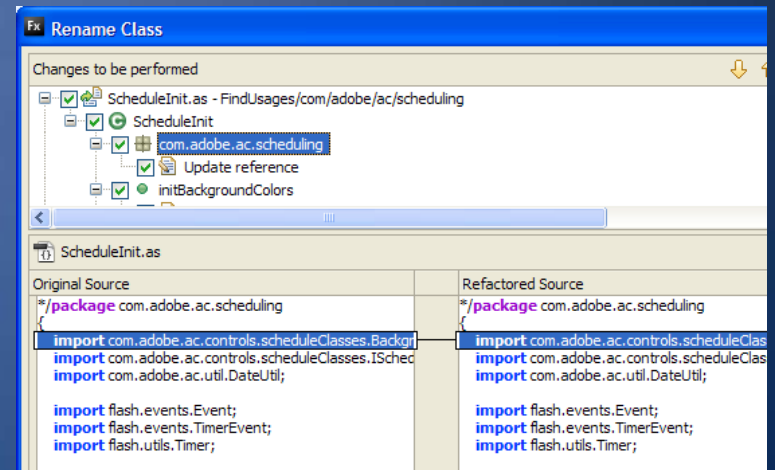 Fx Rename Class
Changes to be performed
ScheduleInit.as - FindUsages/com/adobe/ac/scheduling
C ScheduleInit
com.adobe.ac.scheduling
Update reference
initBackgroundColors
ScheduleInit.as
Original Source
*/package com.adobe.ac.scheduling
{
import com.adobe.ac.controls.scheduleClasses.Backgr
import com.adobe.ac.controls.scheduleClasses.ISched
import com.adobe.ac.util.DateUtil;
import flash.events.Event;
import flash.events.TimerEvent;
import flash.utils.Timer;
Refactored Source
*/package com.adobe.ac.scheduling
{
import com.adobe.ac.controls.scheduleClas
import com.adobe.ac.controls.scheduleClas
import com.adobe.ac.util.DateUtil;
import flash.events.Event;
import flash.events.TimerEvent;
import flash.utils.Timer;